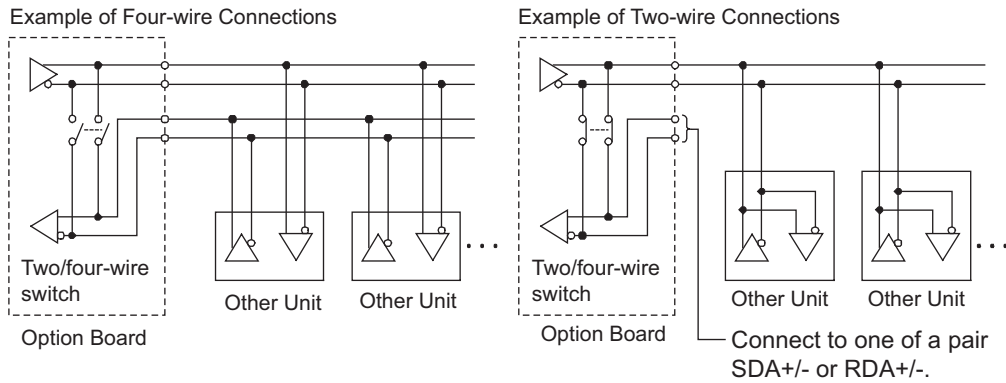 Example of Four-wire Connections
Two/four-wire
switch
Option Board
Other Unit
Other Unit
...
Example of Two-wire Connections
Two/four-wire
switch
Option Board
Other Unit
Other Unit
...
Connect to one of a pair
SDA+/- or RDA+/-.